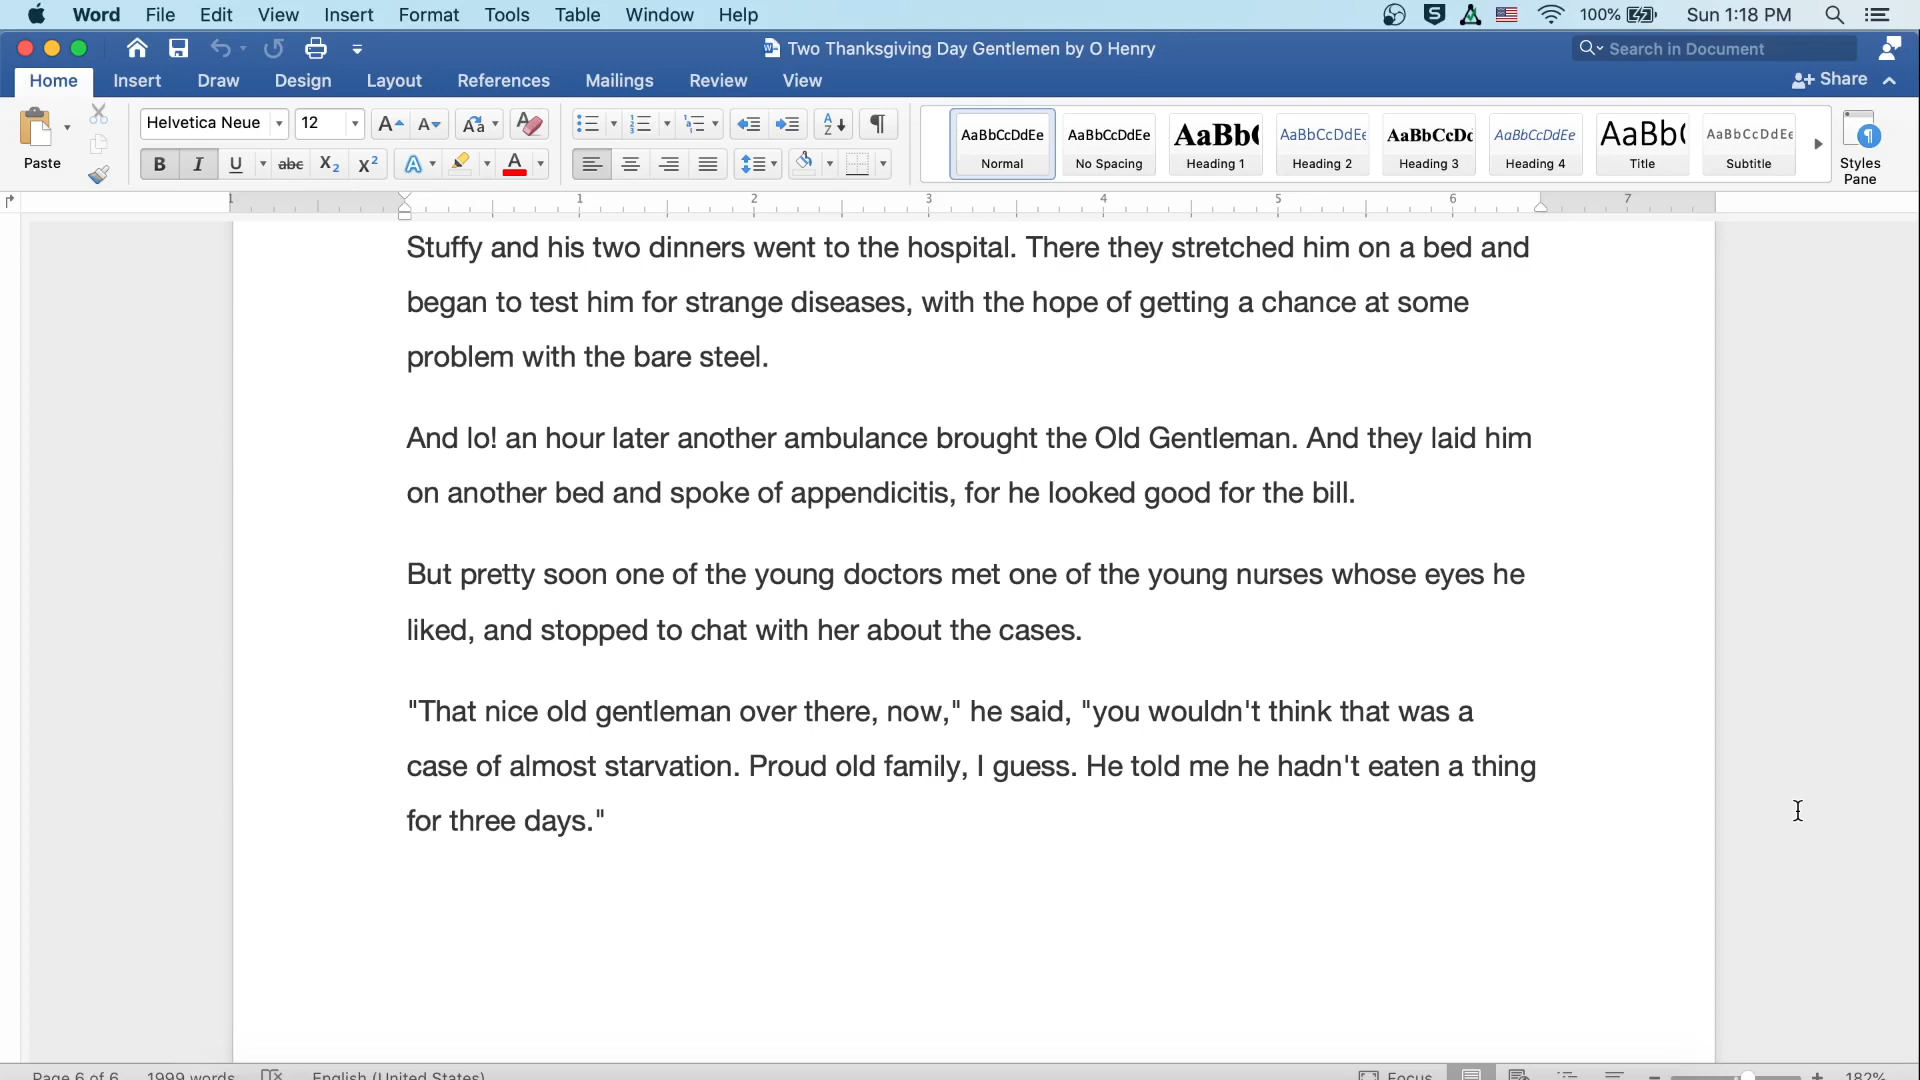 Word File Edit View Insert Format Tools Table Window Help 100% Sun 1:18 PM
Two Thanksgiving Day Gentlemen by O Henry Search in Document
Home Insert Draw Design Layout References Mailings Review View Share
Paste
Helvetica Neue 12
AaBbCcDdEe Normal
AaBbCcDdEe No Spacing
AaBb( Heading 1
AaBbCcDdEe Heading 2
AaBbCcDc Heading 3
AaBbCcDdEe Heading 4
AaBb( Title
AaBbCcDdEe Subtitle
Styles Pane
1 1 2 3 4 5 6 7
Stuffy and his two dinners went to the hospital. There they stretched him on a bed and
began to test him for strange diseases, with the hope of getting a chance at some
problem with the bare steel.
And lo! an hour later another ambulance brought the Old Gentleman. And they laid him
on another bed and spoke of appendicitis, for he looked good for the bill.
But pretty soon one of the young doctors met one of the young nurses whose eyes he
liked, and stopped to chat with her about the cases.
"That nice old gentleman over there, now," he said, "you wouldn't think that was a
case of almost starvation. Proud old family, I guess. He told me he hadn't eaten a thing
for three days."
Page 6 of 6 1999 words English (United States) Focus 182%